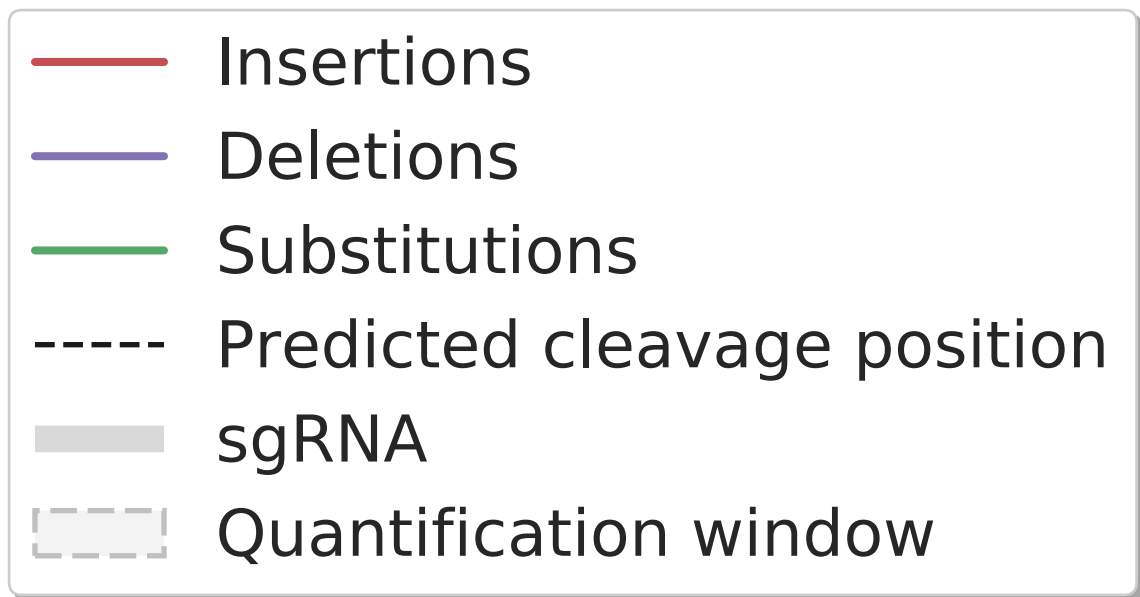 Insertions
Deletions
Substitutions
Predicted cleavage position
sgRNA
Quantification window